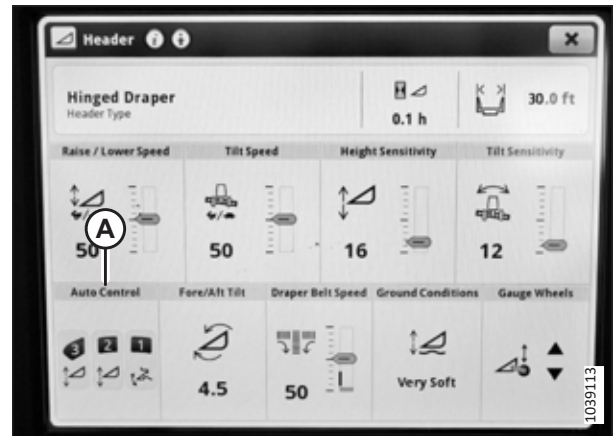 Header
Hinged Draper
Header Type
0.1 h
30.0 ft
Raise / Lower Speed
Tilt Speed
Height Sensitivity
Tilt Sensitivity
50
50
16
12
A
Auto Control
Fore/Aft Tilt
Draper Belt Speed
Ground Conditions
Gauge Wheels
3 2 1
4.5
50
Very Soft
1039113